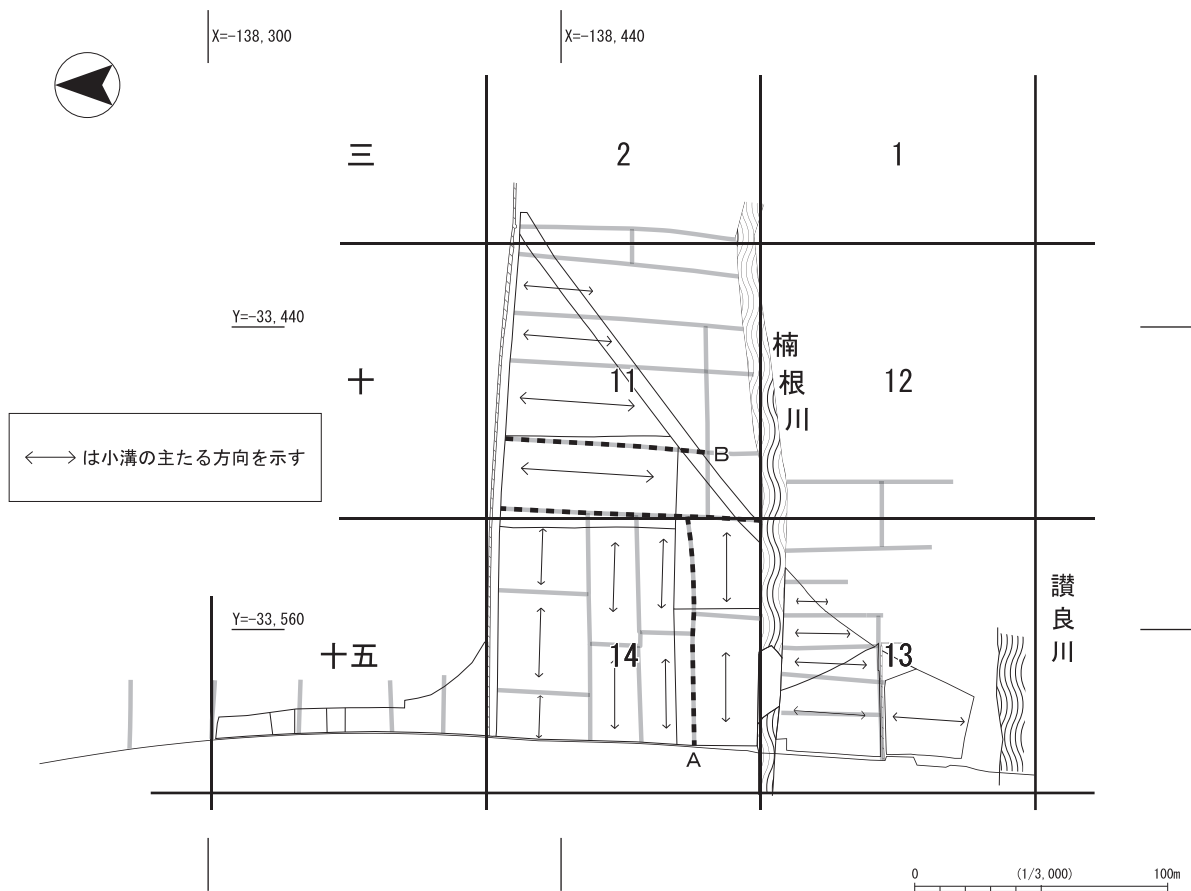 X=-138,300
X=-138,440
三
2
1
Y=-33,440
十
11
楠根川
12
↔は小溝の主たる方向を示す
B
讃良川
Y=-33,560
十五
14
13
A
0
(1/3,000)
100m